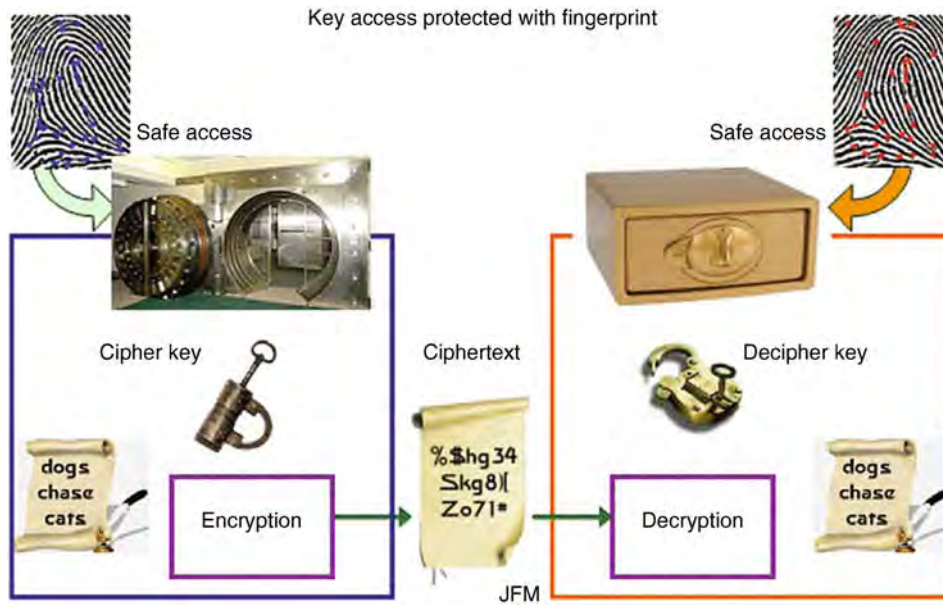 Key access protected with fingerprint
Safe access
Safe access
Cipher key
Ciphertext
Decipher key
dogs
chase
cats
Encryption
%$hg34
Skg8)[
Zo71*
Decryption
dogs
chase
cats
JFM